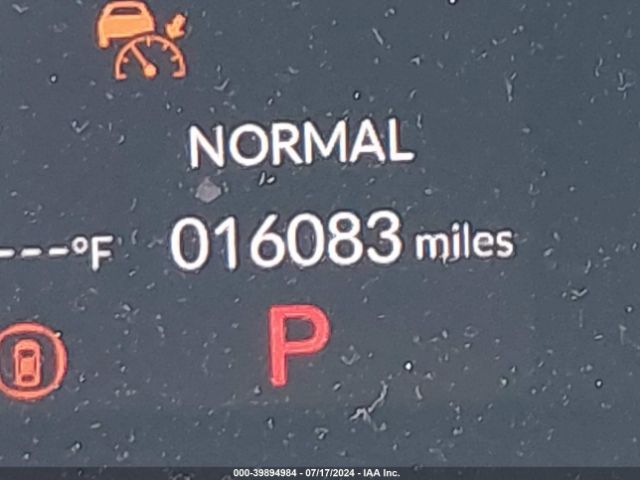 NORMAL
---°F 016083 miles
P
000-39894984 - 07/17/2024 - IAA Inc.